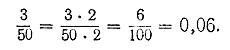 3/50 = 3 · 2/50 · 2 = 6/100 = 0,06.